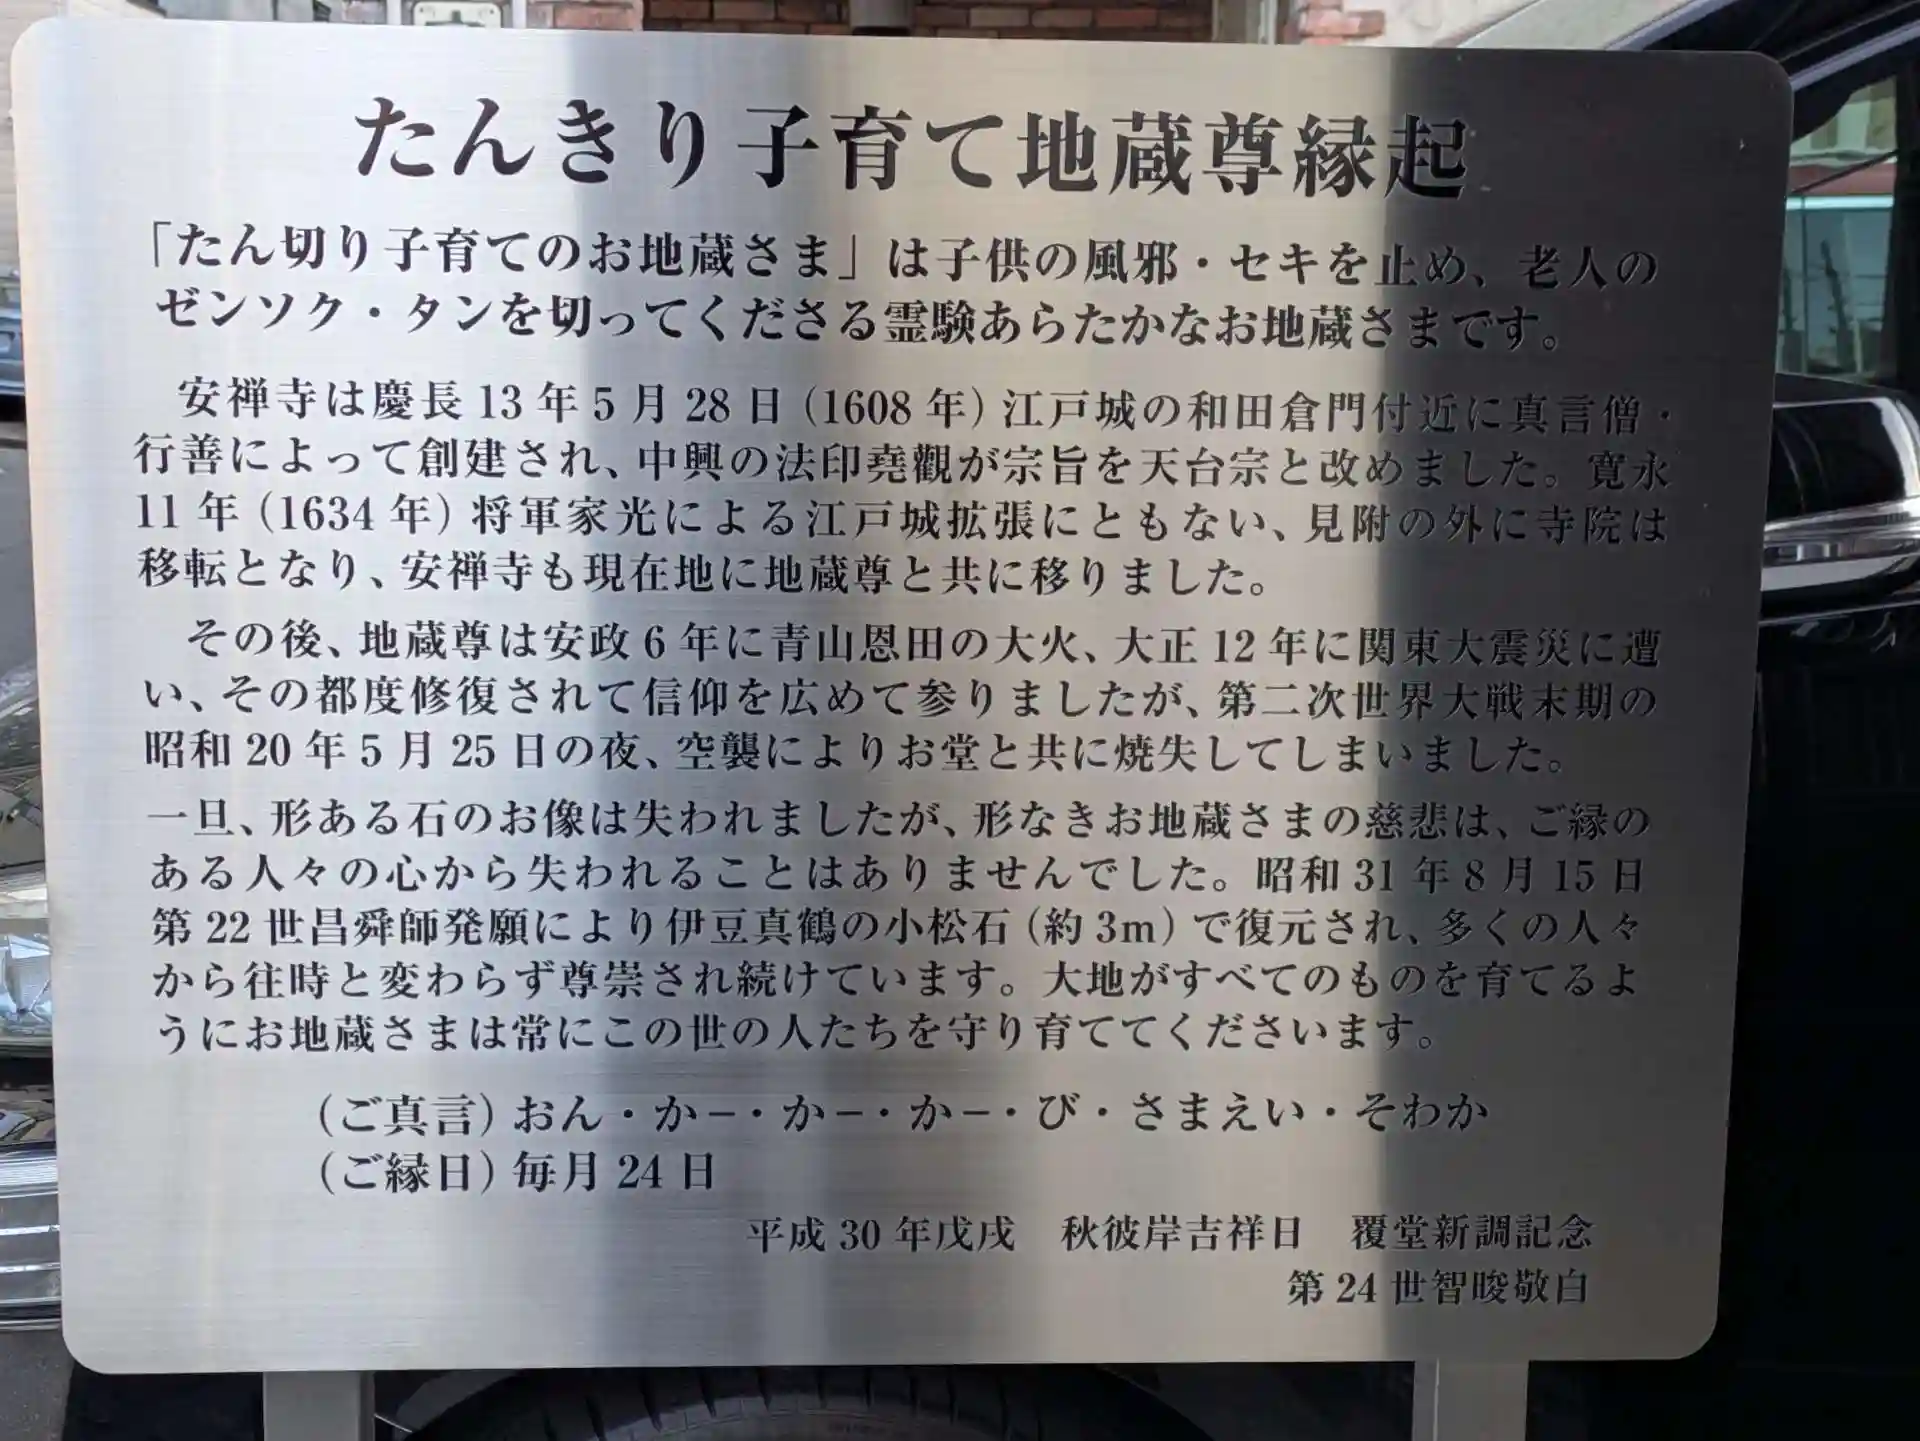 たんきり子育て地蔵尊縁起
「たん切り子育てのお地蔵さま」は子供の風邪・セキを止め、老人の
ゼンソク・タンを切ってくださる霊験あらたかなお地蔵さまです。
安禅寺は慶長13年5月28日(1608年)江戸城の和田倉門付近に真言僧・
行善によって創建され、中興の法印堯觀が宗旨を天台宗と改めました。寛永
11年(1634年)将軍家光による江戸城拡張にともない、見附の外に寺院は
移転となり、安禅寺も現在地に地蔵尊と共に移りました。
その後、地蔵尊は安政6年に青山恩田の大火、大正12年に関東大震災に遭
い、その都度修復されて信仰を広めて参りましたが、第二次世界大戦末期の
昭和20年5月25日の夜、空襲によりお堂と共に焼失してしまいました。
一旦、形ある石のお像は失われましたが、形なきお地蔵さまの慈悲は、ご縁の
ある人々の心から失われることはありませんでした。昭和31年8月15日
第22世昌舜師発願により伊豆真鶴の小松石(約3m)で復元され、多くの人々
から往時と変わらず尊崇され続けています。大地がすべてのものを育てるよ
うにお地蔵さまは常にこの世の人たちを守り育ててくださいます。
(ご真言)おん・かー・かー・かー・び・さまえい・そわか
(ご縁日)毎月24日
平成30年戊戌　秋彼岸吉祥日　覆堂新調記念
第24世智晙敬白